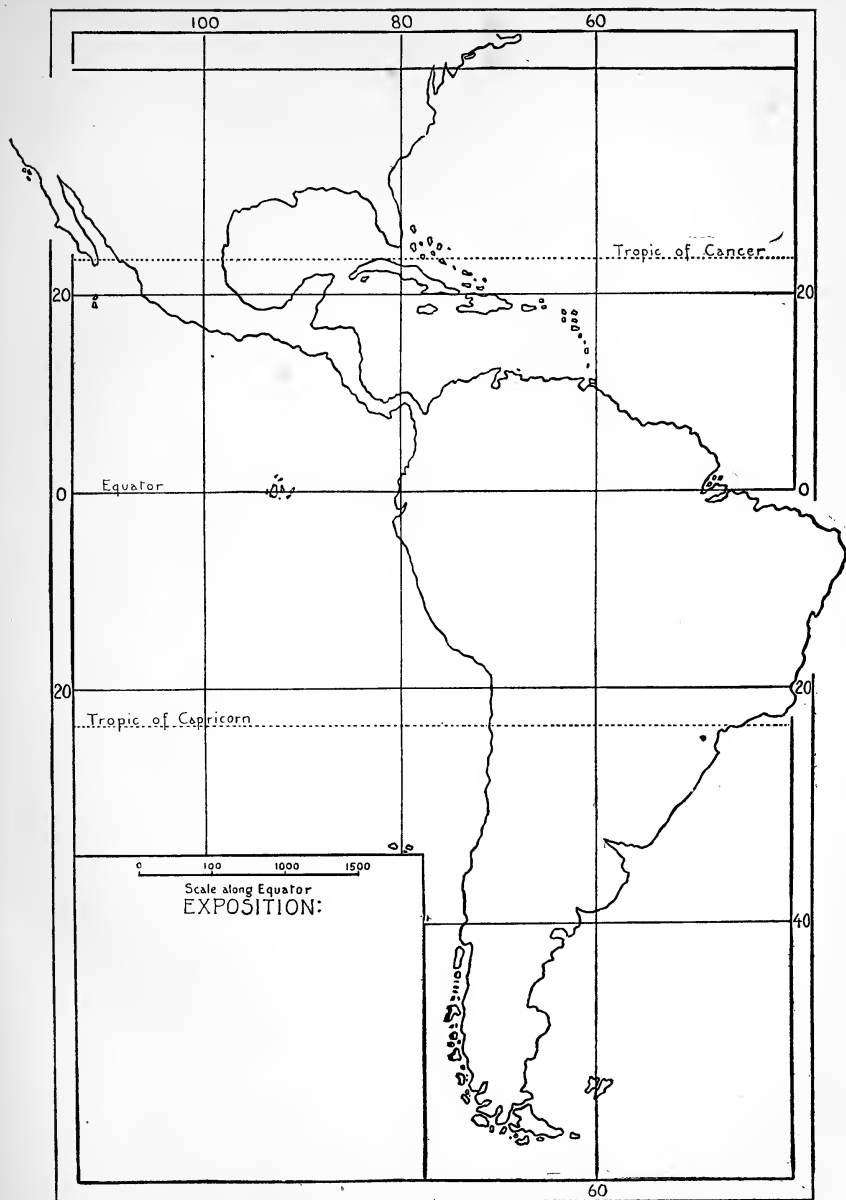 100 80 60
Tropic of Cancer
20 20
Equator
0 0
20 20
Tropic of Capricorn
0 100 1000 1500
Scale along Equator
EXPOSITION:
40
60